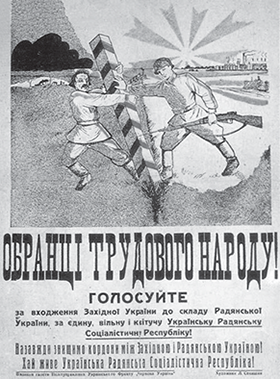 ОБРАНЦІ ТРУДОВОГО НАРОДУ!
ГОЛОСУЙТЕ
за входження Західної України до складу Радянської
України, за єдину, вільну і квітучу Українську Радянську
Соціалістичну Республіку!
Назавжди знищимо кордони між Західною і Радянською Україною!
Хай живе Українська Радянська Соціалістична Республіка!